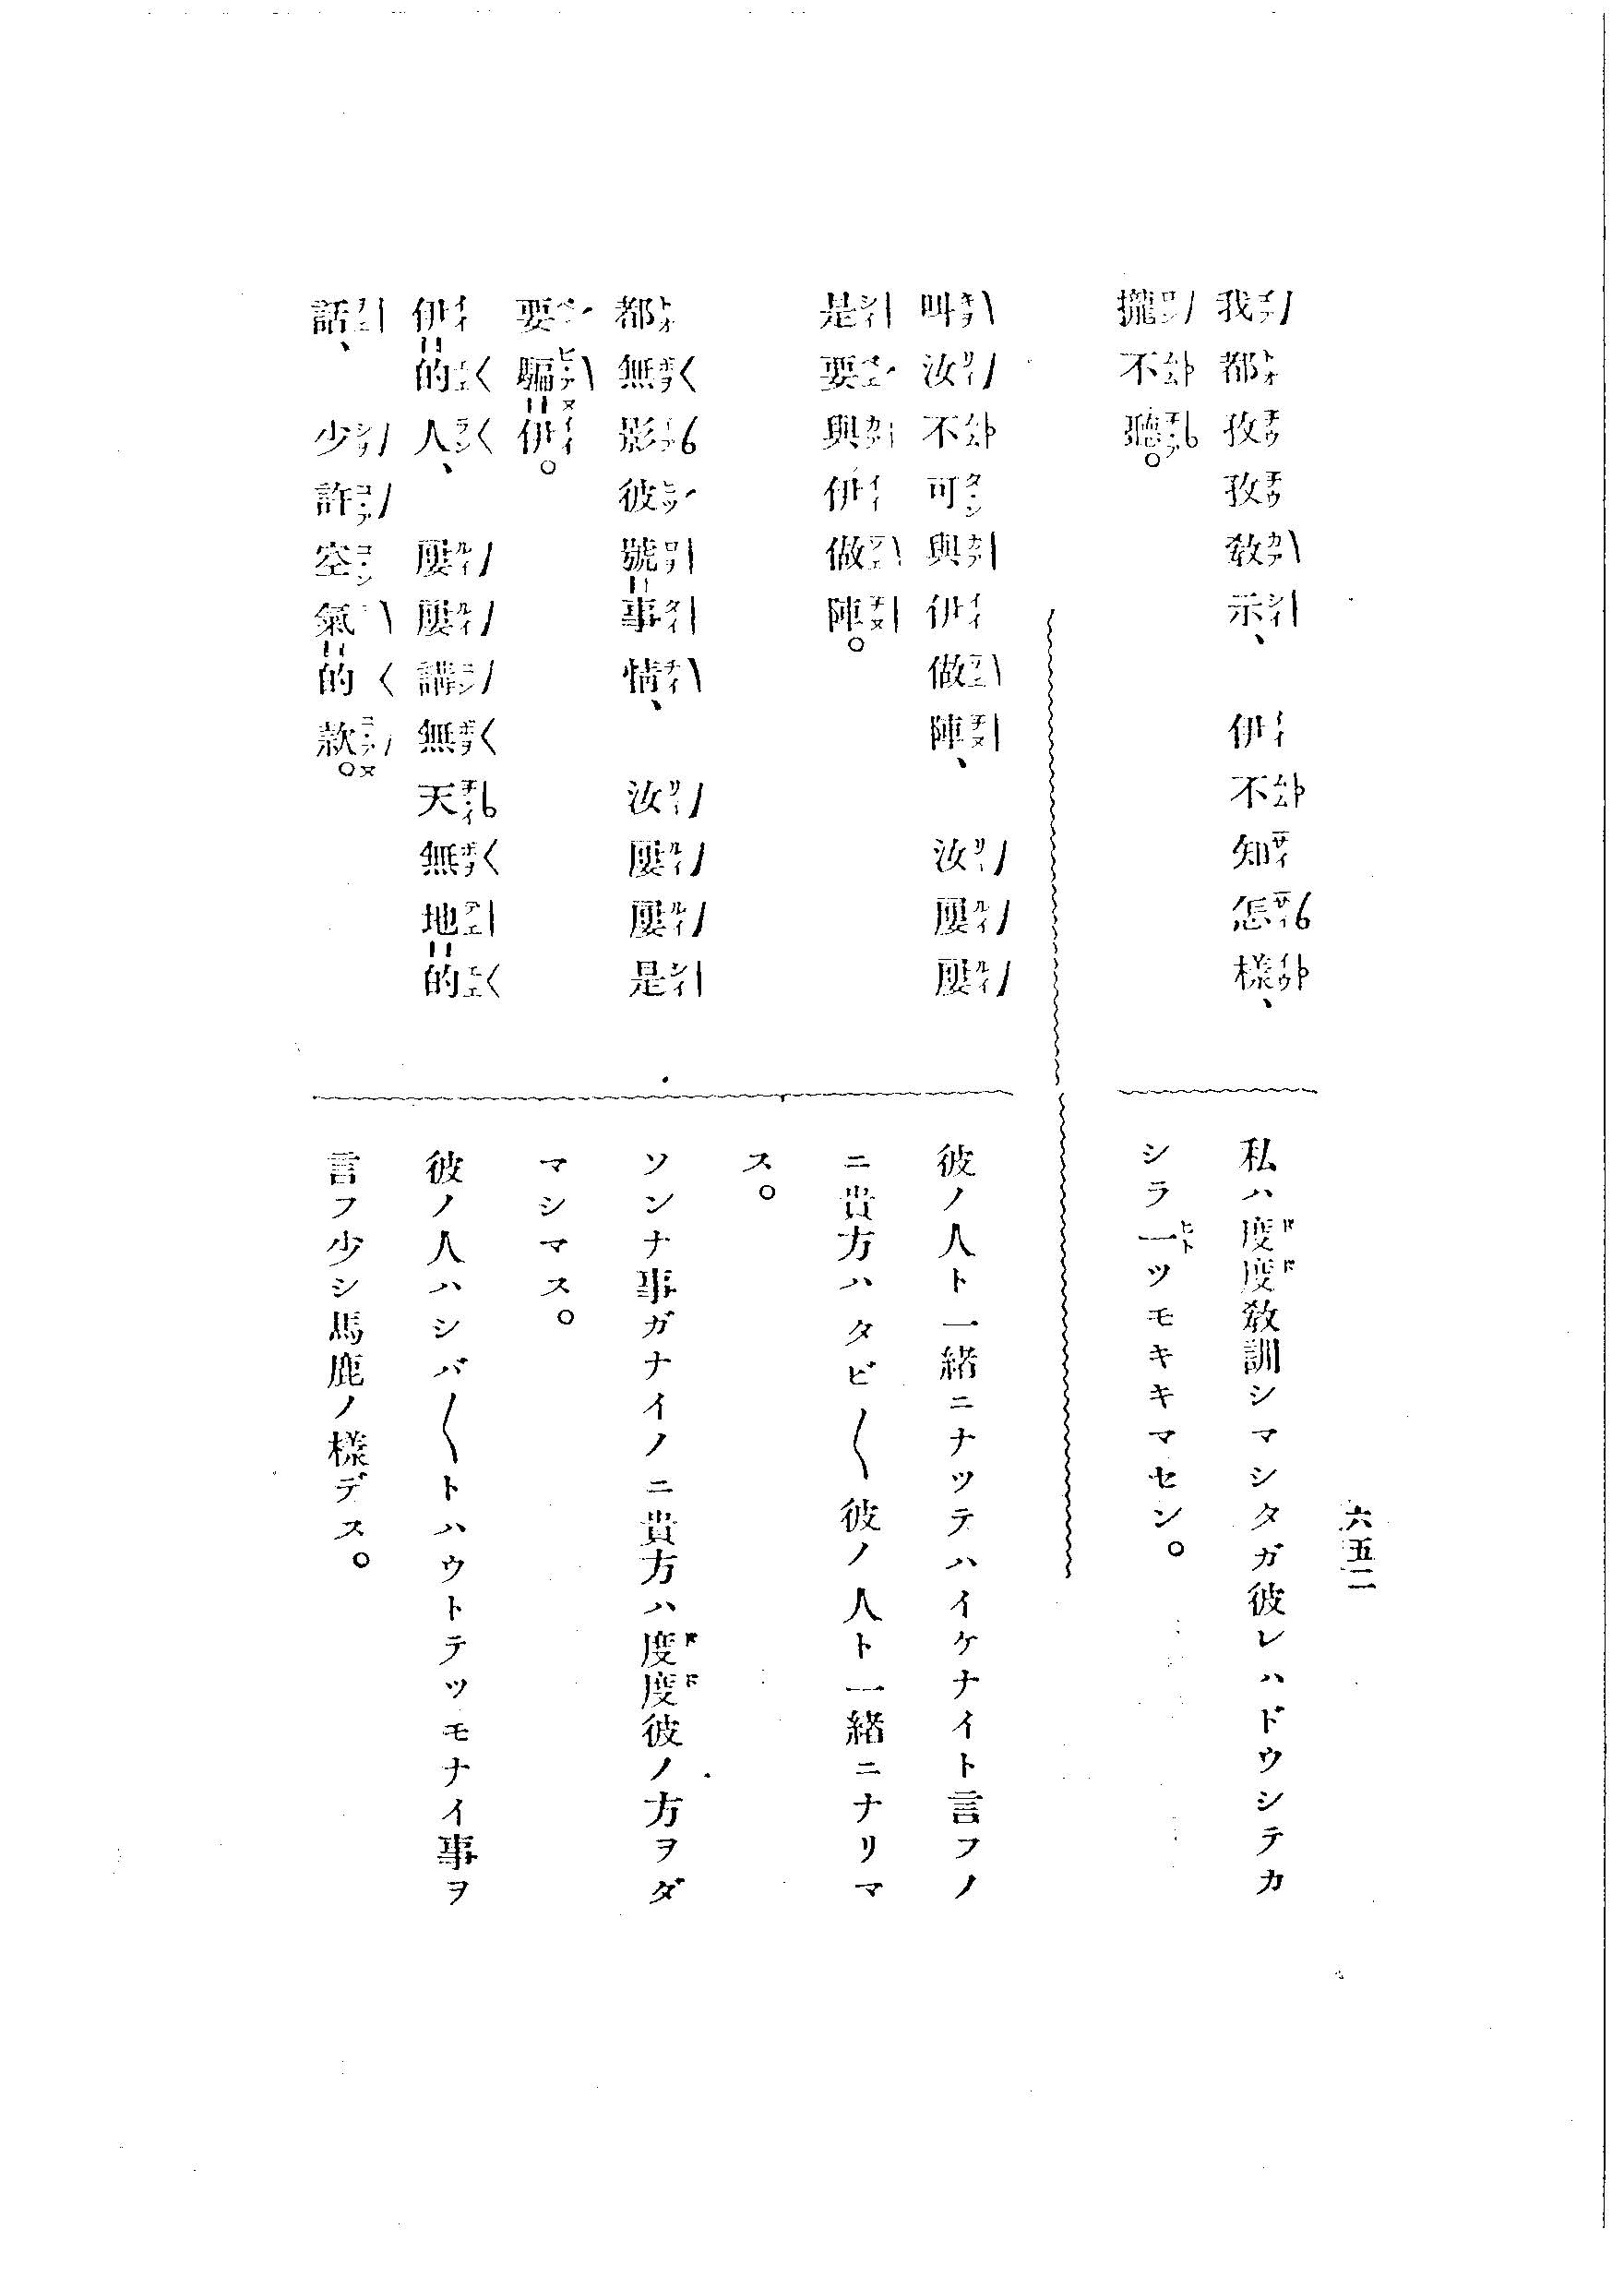 六五二
我都孜孜敎示、伊不知怎樣、
攏不聽。
私ハ度度敎訓シマシタガ彼レハドウシテカ
シラ一ツモキキマセン。
叫汝不可與伊做陣、汝屢屢
是要與伊做陣。
彼ノ人ト一緖ニナツテハイケナイト言フノ
ニ貴方ハタビ〱彼ノ人ト一緖ニナリマ
ス。
都無影彼號事情、汝屢屢是
要騙伊。
ソンナ事ガナイノニ貴方ハ度度彼ノ方ヲダ
マシマス。
伊的人、屢屢講無天無地的
話、少許空氣的款。
彼ノ人ハシバ〱トハウトテツモナイ事ヲ
言フ少シ馬鹿ノ樣デス。